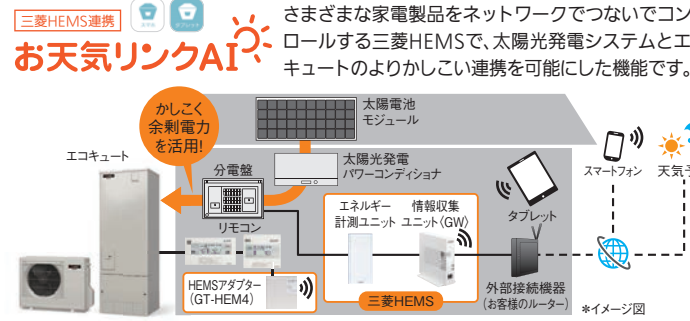 三菱HEMS連携
お天気リンクAI
さまざまな家電製品をネットワークでつないでコン
ロールする三菱HEMSで、太陽光発電システムとエ
キュートのよりかしこい連携を可能にした機能です。
かしこく
余剰電力
を活用!
太陽電池
モジュール
エコキュート
分電盤
太陽光発電
パワーコンディショナ
リモコン
エネルギー
計測ユニット
情報収集
ユニット〈GW〉
タブレット
スマートフォン
天気予
HEMSアダプター
(GT-HEM4)
三菱HEMS
外部接続機器
(お客様のルーター)
*イメージ図